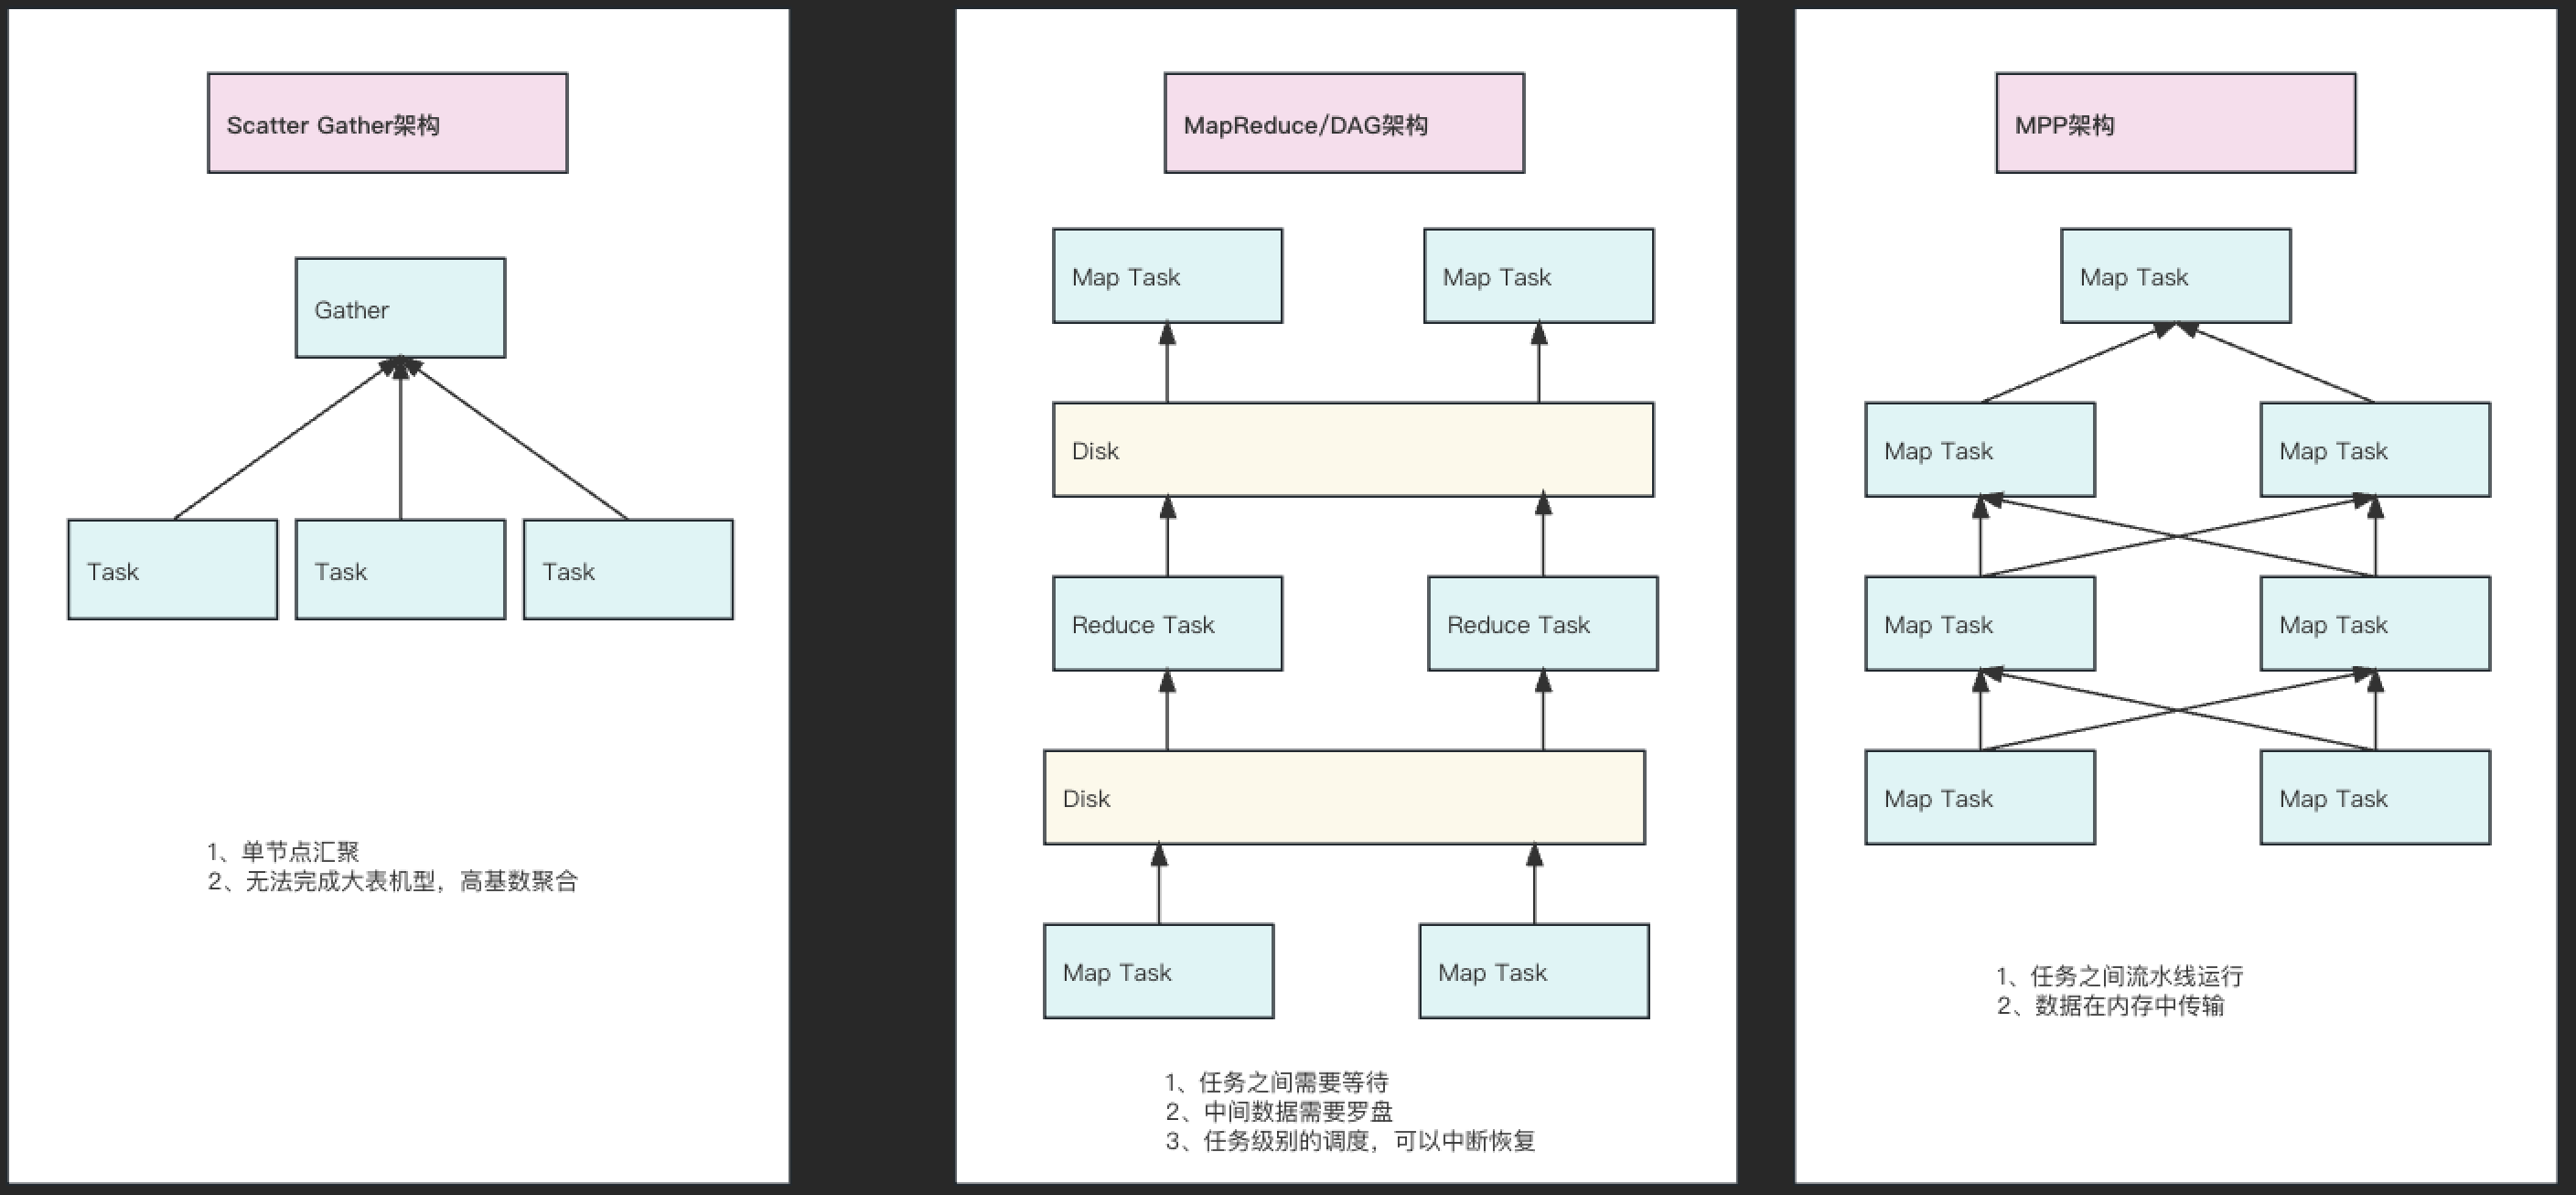 Scatter Gather架构
Gather
Task
Task
Task
1、单节点汇聚
2、无法完成大表机型，高基数聚合
MapReduce/DAG架构
Map Task
Map Task
Disk
Reduce Task
Reduce Task
Disk
Map Task
Map Task
1、任务之间需要等待
2、中间数据需要罗盘
3、任务级别的调度，可以中断恢复
MPP架构
Map Task
Map Task
Map Task
Map Task
Map Task
Map Task
Map Task
1、任务之间流水线运行
2、数据在内存中传输